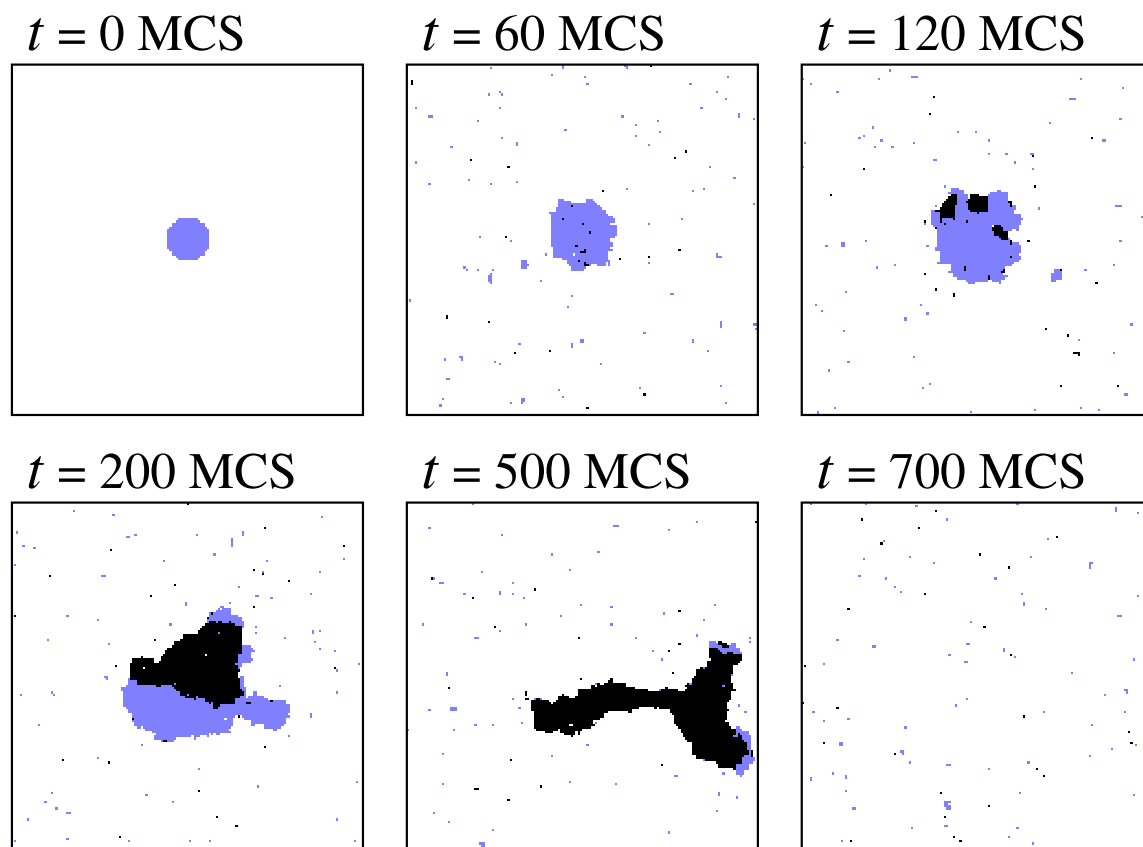 t = 0 MCS
t = 60 MCS
t = 120 MCS
t = 200 MCS
t = 500 MCS
t = 700 MCS